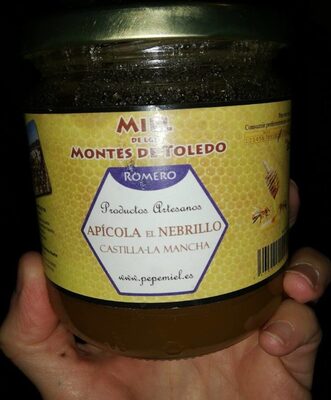 MIEL
DE LOS
MONTES DE TOLEDO
ROMERO
Productos Artesanos
APÍCOLA EL NEBRILLO
CASTILLA-LA MANCHA
www.pepemiel.es